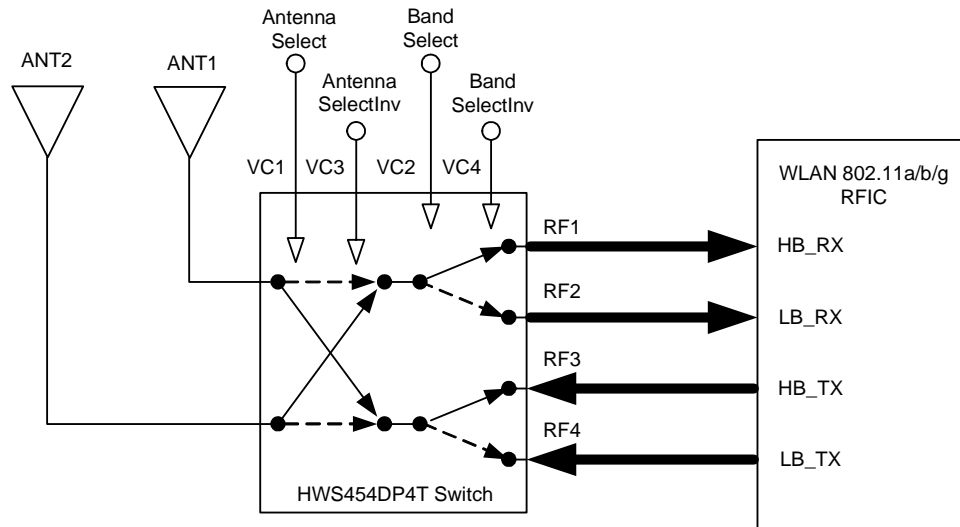 Antenna
Select
Band
Select
ANT2
ANT1
Antenna
SelectInv
Band
SelectInv
VC1
VC3
VC2
VC4
WLAN 802.11a/b/g
RFIC
RF1
HB_RX
RF2
LB_RX
RF3
HB_TX
RF4
LB_TX
HWS454DP4T Switch